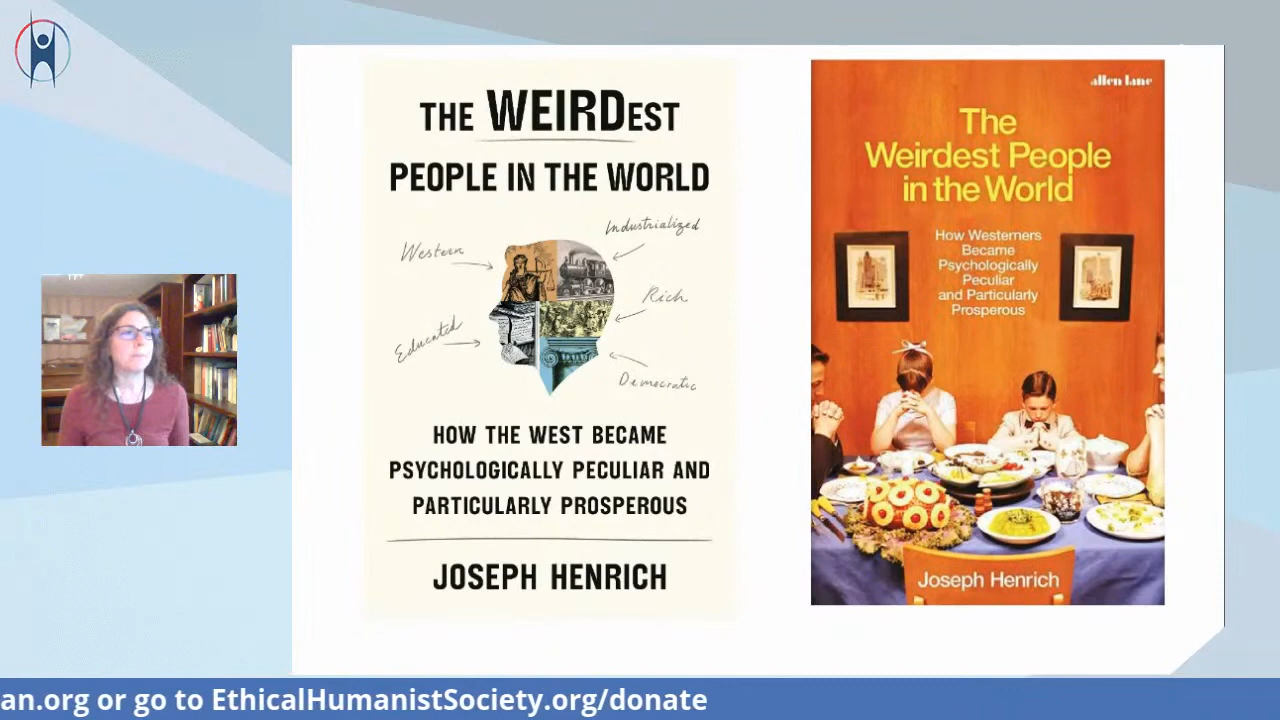 THE WEIRDEST
PEOPLE IN THE WORLD
Western
Industrialized
Rich
Educated
Democratic
HOW THE WEST BECAME
PSYCHOLOGICALLY PECULIAR AND
PARTICULARLY PROSPEROUS
JOSEPH HENRICH
allen lane
The
Weirdest People
in the World
How Westerners
Became
Psychologically
Peculiar
and Particularly
Prosperous
Joseph Henrich
an.org or go to EthicalHumanistSociety.org/donate